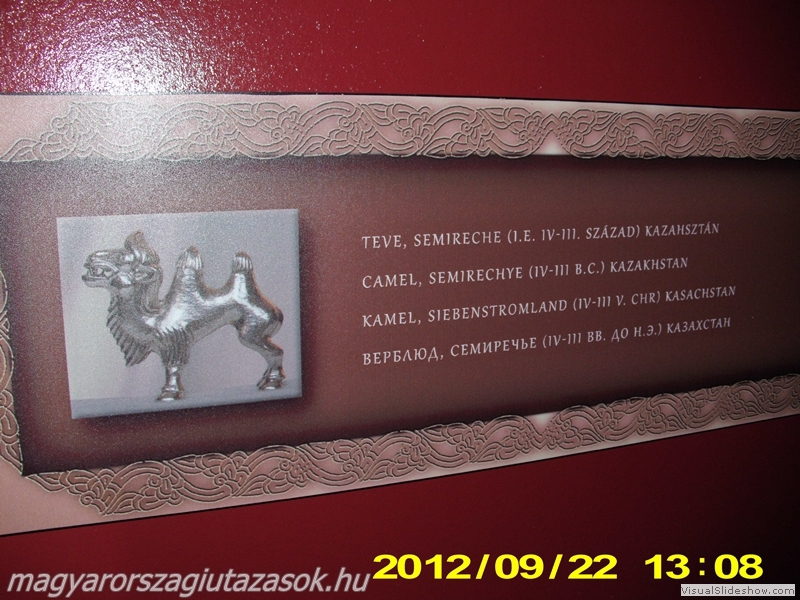 TEVE, SEMIRECHE (I.E. IV-III. SZÁZAD) KAZAHSZTÁN
CAMEL, SEMIRECHYE (IV-III B.C.) KAZAKHSTAN
KAMEL, SIEBENSTROMLAND (IV-III V. CHR) KASACHSTAN
ВЕРБЛЮД, СЕМИРЕЧЬЕ (IV-III ВВ. ДО Н.Э.) КАЗАХСТАН
magyarorszagiutazasok.hu
2012/09/22 13:08
VisualSlideshow.com